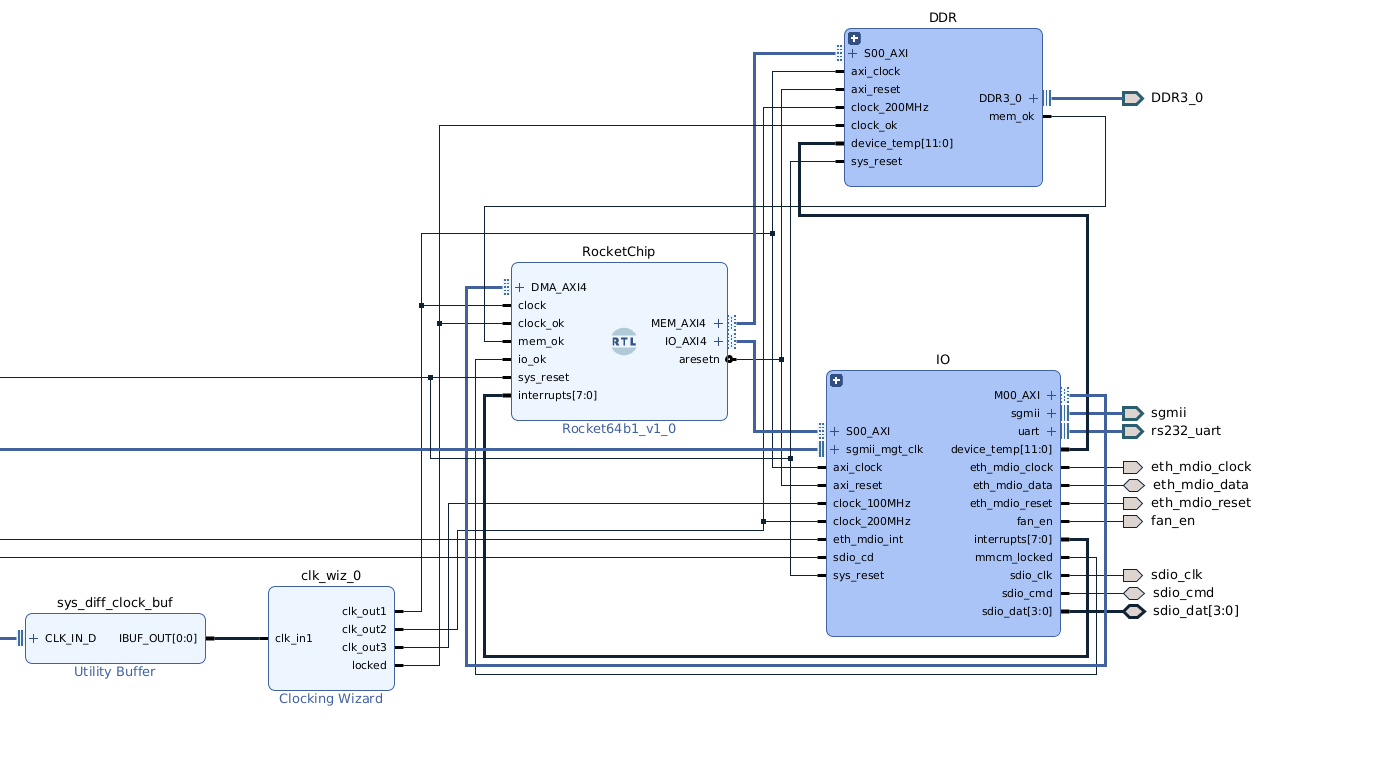 DDR
S00_AXI
axi_clock
axi_reset
clock_200MHz
clock_ok
device_temp[11:0]
sys_reset
DDR3_0
mem_ok
DDR3_0
RocketChip
DMA_AXI4
clock
clock_ok
mem_ok
io_ok
sys_reset
interrupts[7:0]
RTL
MEM_AXI4
IO_AXI4
aresetn
Rocket64b1_v1_0
IO
S00_AXI
sgmii_mgt_clk
axi_clock
axi_reset
clock_100MHz
clock_200MHz
eth_mdio_int
sdio_cd
sys_reset
M00_AXI
sgmii
uart
device_temp[11:0]
eth_mdio_clock
eth_mdio_data
eth_mdio_reset
fan_en
interrupts[7:0]
mmcm_locked
sdio_clk
sdio_cmd
sdio_dat[3:0]
sgmii
rs232_uart
eth_mdio_clock
eth_mdio_data
eth_mdio_reset
fan_en
sdio_clk
sdio_cmd
sdio_dat[3:0]
sys_diff_clock_buf
CLK_IN_D
IBUF_OUT[0:0]
Utility Buffer
clk_wiz_0
clk_in1
clk_out1
clk_out2
clk_out3
locked
Clocking Wizard